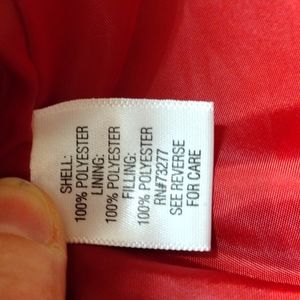 SHELL:
100% POLYESTER
LINING:
100% POLYESTER
FILLING:
100% POLYESTER
RN#73277
SEE REVERSE
FOR CARE